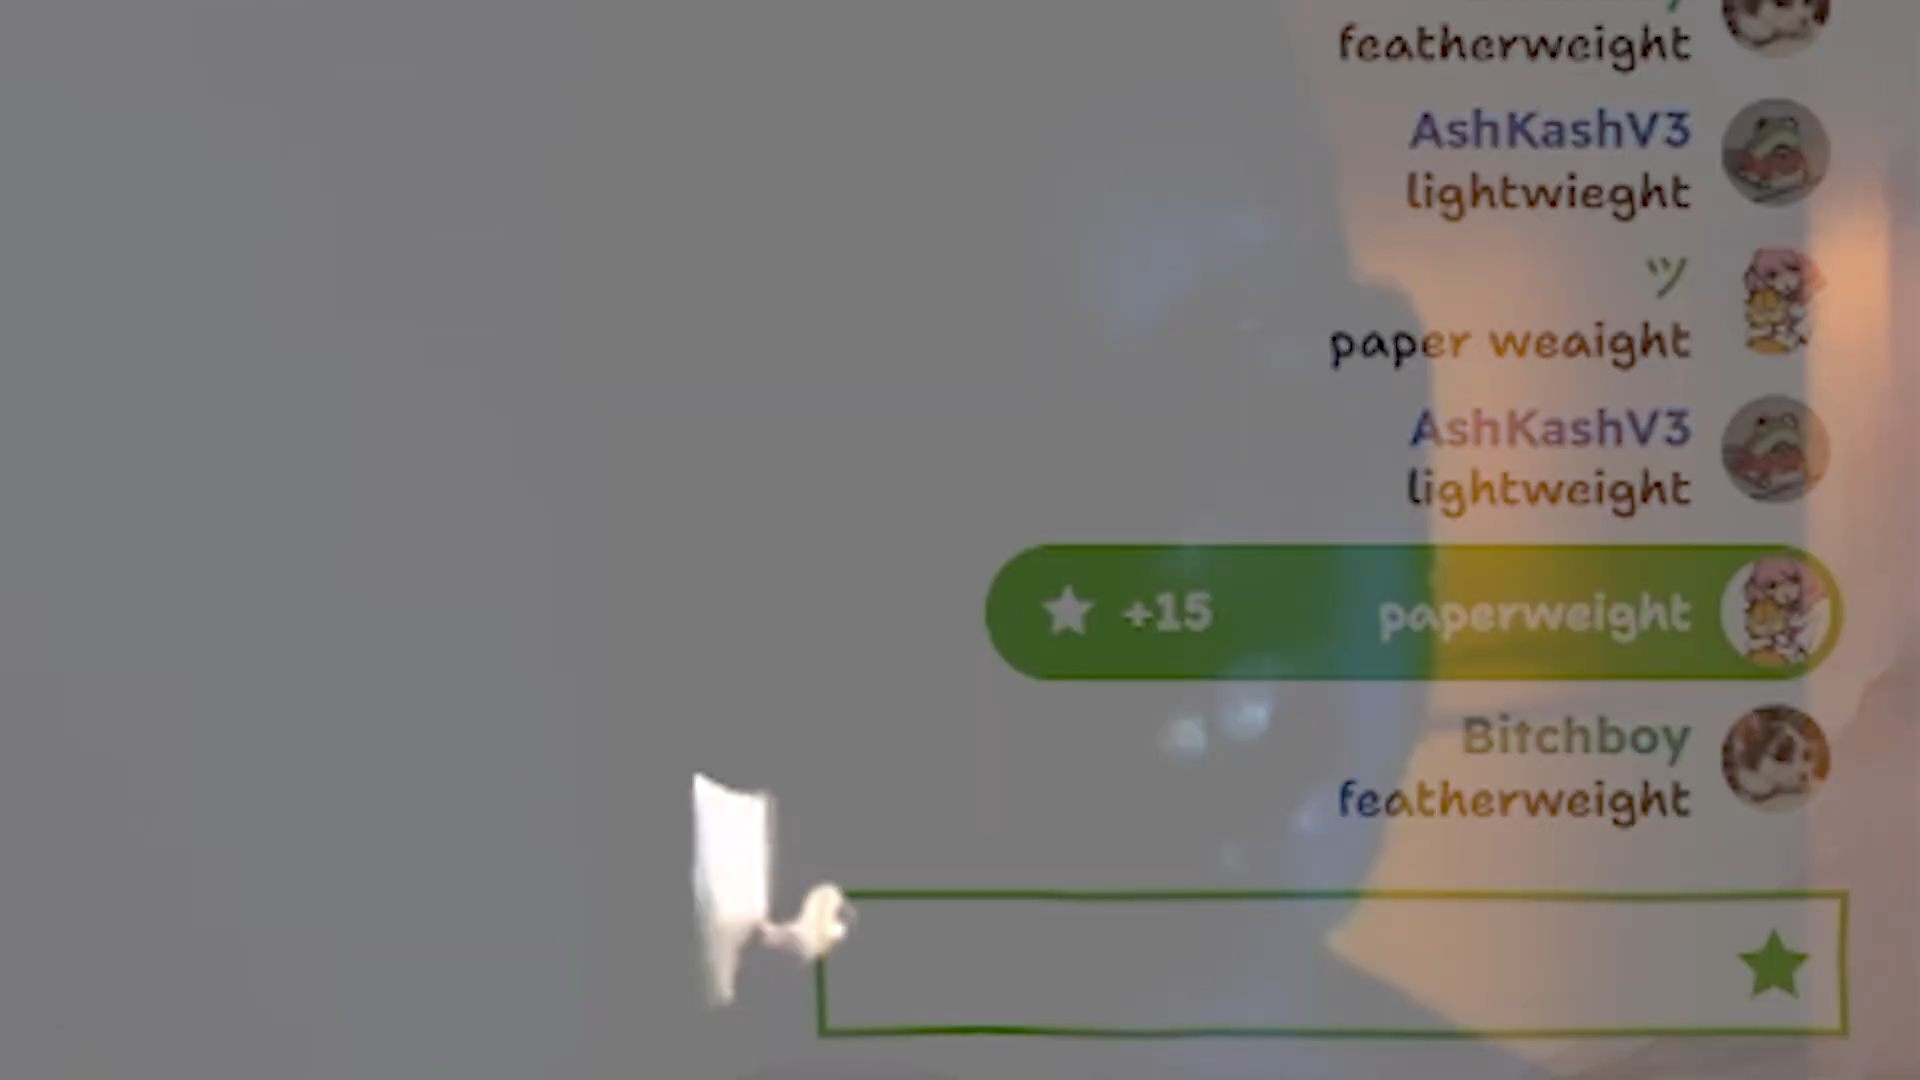 featherweight
AshKashV3
lightwieght
ツ
paper weaight
AshKashV3
lightweight
+15 paperweight
Bitchboy
featherweight